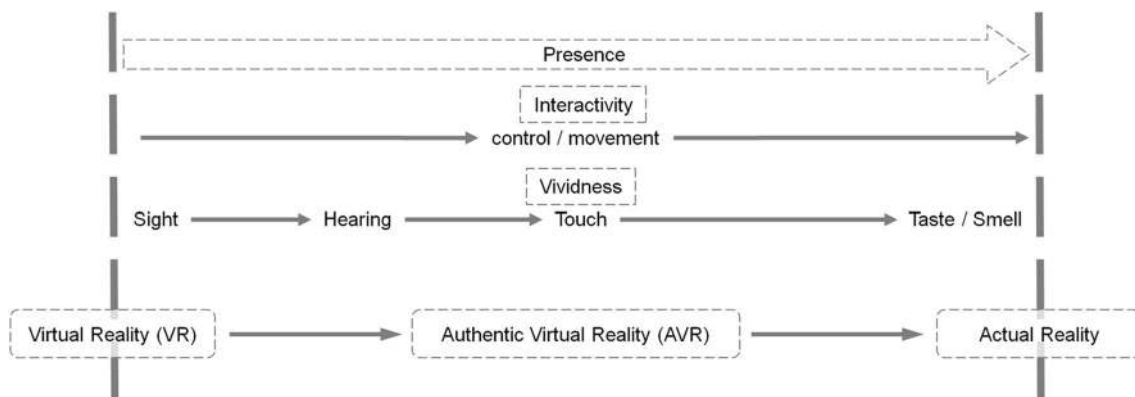 Presence
Interactivity
control / movement
Vividness
Sight Hearing Touch Taste / Smell
Virtual Reality (VR) Authentic Virtual Reality (AVR) Actual Reality